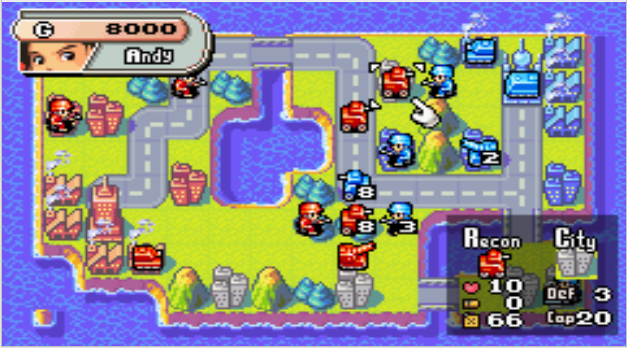 G 8000
Andy
2
8
8 3
Recon City
10
0 Def 3
66 Cap 20